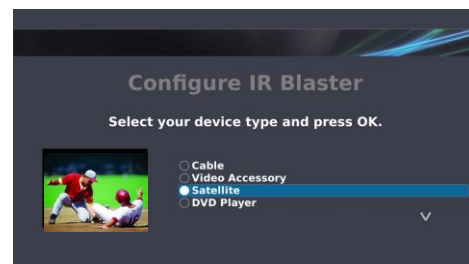 Configure IR Blaster
Select your device type and press OK.
Cable
Video Accessory
Satellite
DVD Player